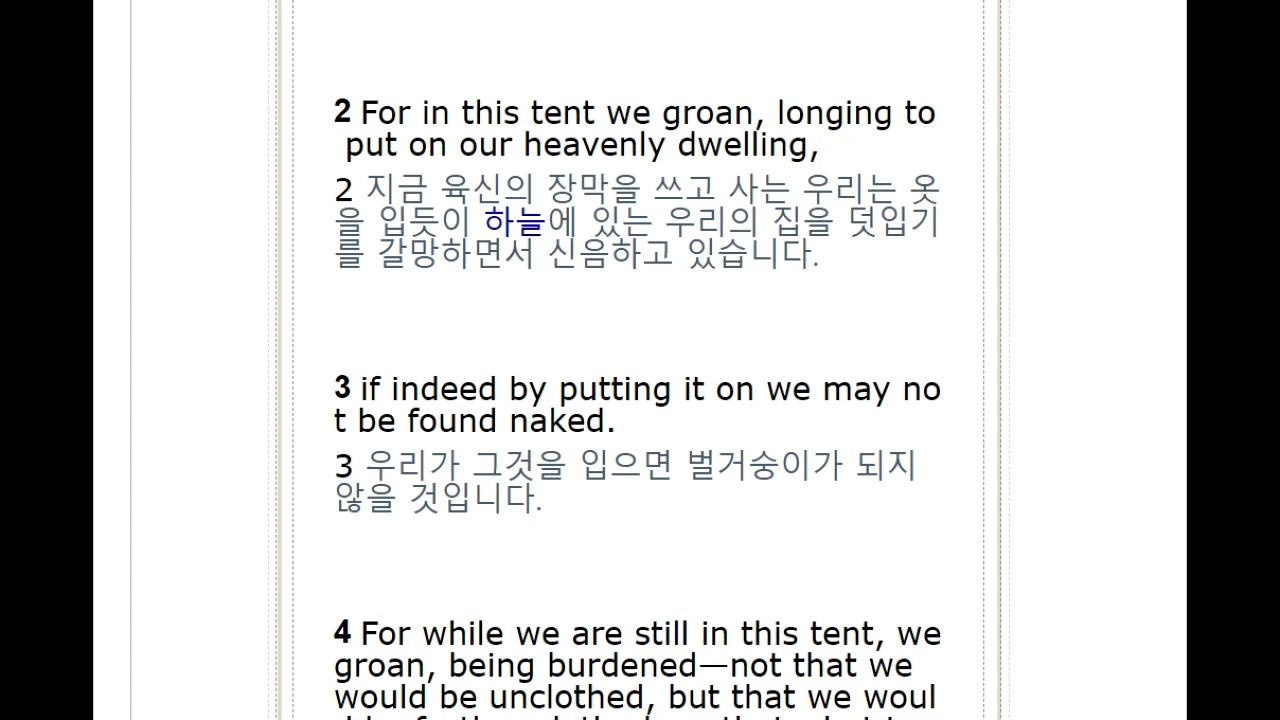 2 For in this tent we groan, longing to
put on our heavenly dwelling,
2 지금 육신의 장막을 쓰고 사는 우리는 옷
을 입듯이 하늘에 있는 우리의 집을 덧입기
를 갈망하면서 신음하고 있습니다.
3 if indeed by putting it on we may no
t be found naked.
3 우리가 그것을 입으면 벌거숭이가 되지
않을 것입니다.
4 For while we are still in this tent, we
groan, being burdened—not that we
would be unclothed, but that we woul